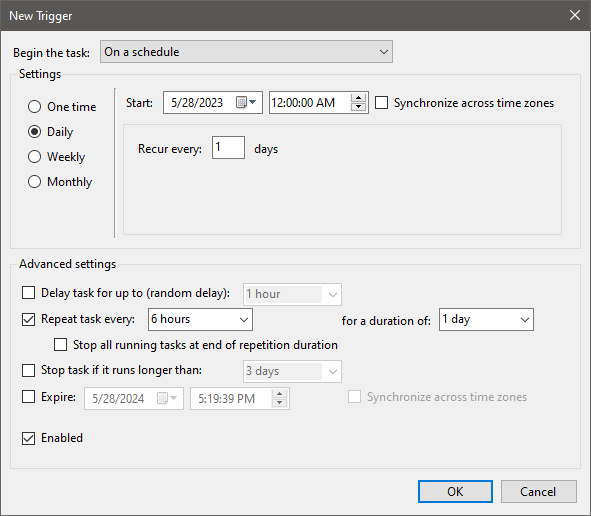 New Trigger
Begin the task: On a schedule
Settings
One time
Daily
Weekly
Monthly
Start: 5/28/2023 12:00:00 AM Synchronize across time zones
Recur every: 1 days
Advanced settings
Delay task for up to (random delay): 1 hour
Repeat task every: 6 hours for a duration of: 1 day
Stop all running tasks at end of repetition duration
Stop task if it runs longer than: 3 days
Expire: 5/28/2024 5:19:39 PM Synchronize across time zones
Enabled
OK Cancel